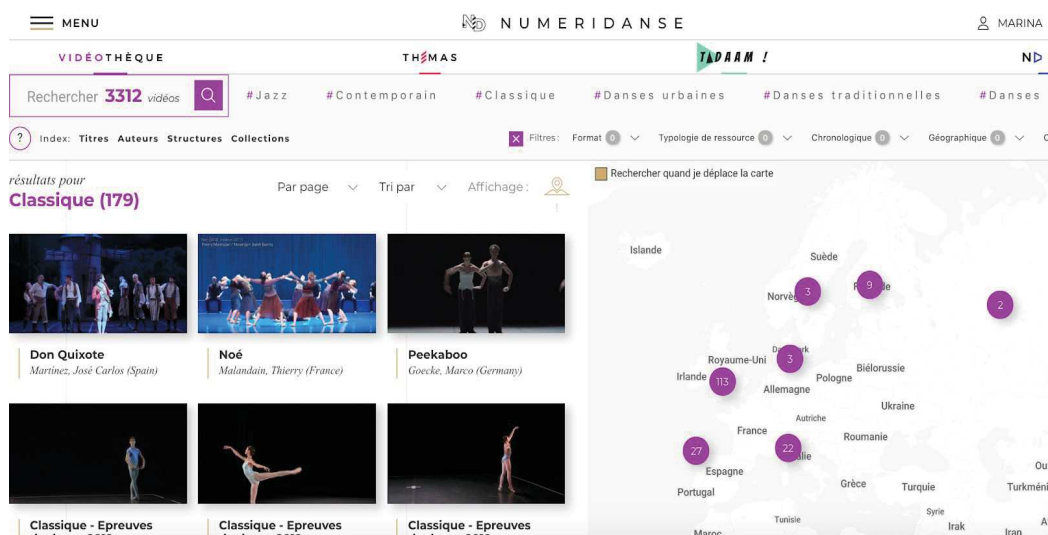 MENU
NUMERIDANSE
MARINA
VIDÉOTHÈQUE
THÉMAS
TADAAM !
ND
Rechercher 3312 vidéos
#Jazz
#Contemporain
#Classique
#Danses urbaines
#Danses traditionnelles
#Danses
? Index: Titres Auteurs Structures Collections
Filtres:
Format 0
Typologie de ressource 0
Chronologique 0
Géographique 0
résultats pour
Classique (179)
Par page
Tri par
Affichage :
Rechercher quand je déplace la carte
Don Quixote
Martinez, José Carlos (Spain)
Noé
Malandain, Thierry (France)
Peekaboo
Goecke, Marco (Germany)
Classique - Epreuves
Classique - Epreuves
Classique - Epreuves
Islande
Suède
3
9
2
Royaume-Uni
3
Biélorussie
Irlande
113
Pologne
Allemagne
Ukraine
Autriche
France
Roumanie
27
22
Espagne
Grèce
Turquie
Portugal
Tunisie
Syrie
Irak
Iran
Maroc